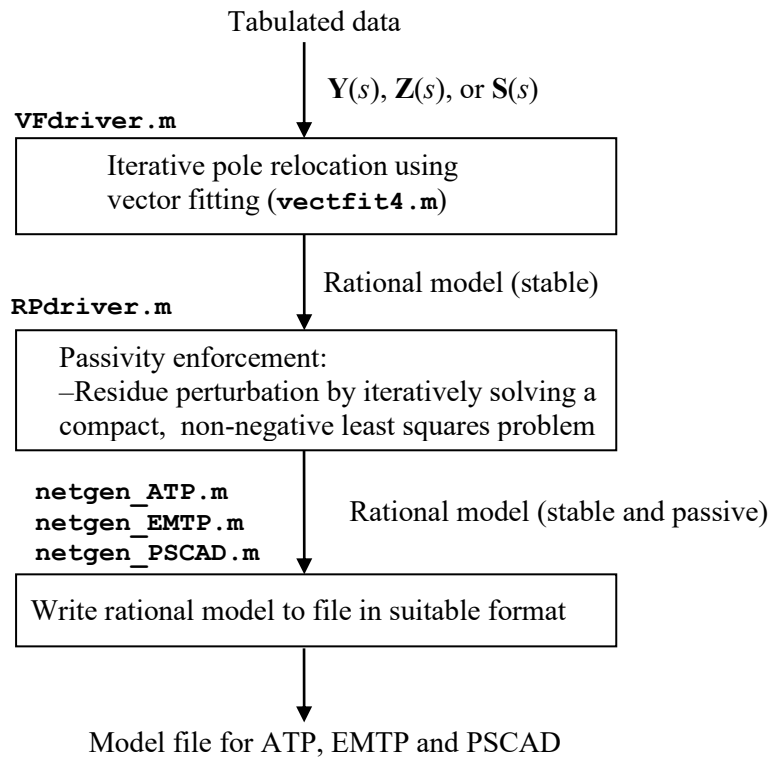 Tabulated data
Y(s), Z(s), or S(s)
VFdriver.m
Iterative pole relocation using
vector fitting (vectfit4.m)
Rational model (stable)
RPdriver.m
Passivity enforcement:
–Residue perturbation by iteratively solving a
compact, non-negative least squares problem
netgen_ATP.m
netgen_EMTP.m
netgen_PSCAD.m
Rational model (stable and passive)
Write rational model to file in suitable format
Model file for ATP, EMTP and PSCAD